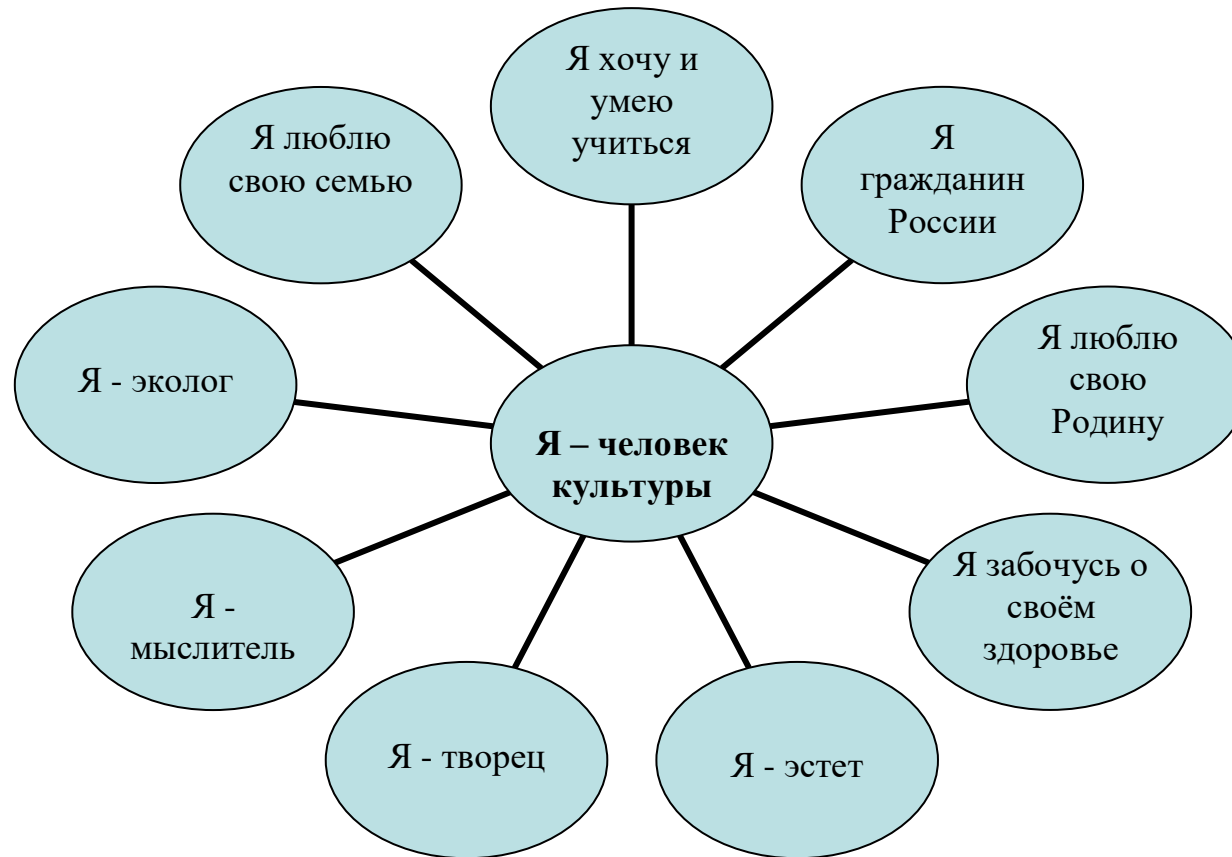 Я хочу и
умею
учиться
Я люблю
свою семью
Я
гражданин
России
Я люблю
свою
Родину
Я - эколог
Я – человек
культуры
Я забочусь о
своём
здоровье
Я -
мыслитель
Я - творец
Я - эстет